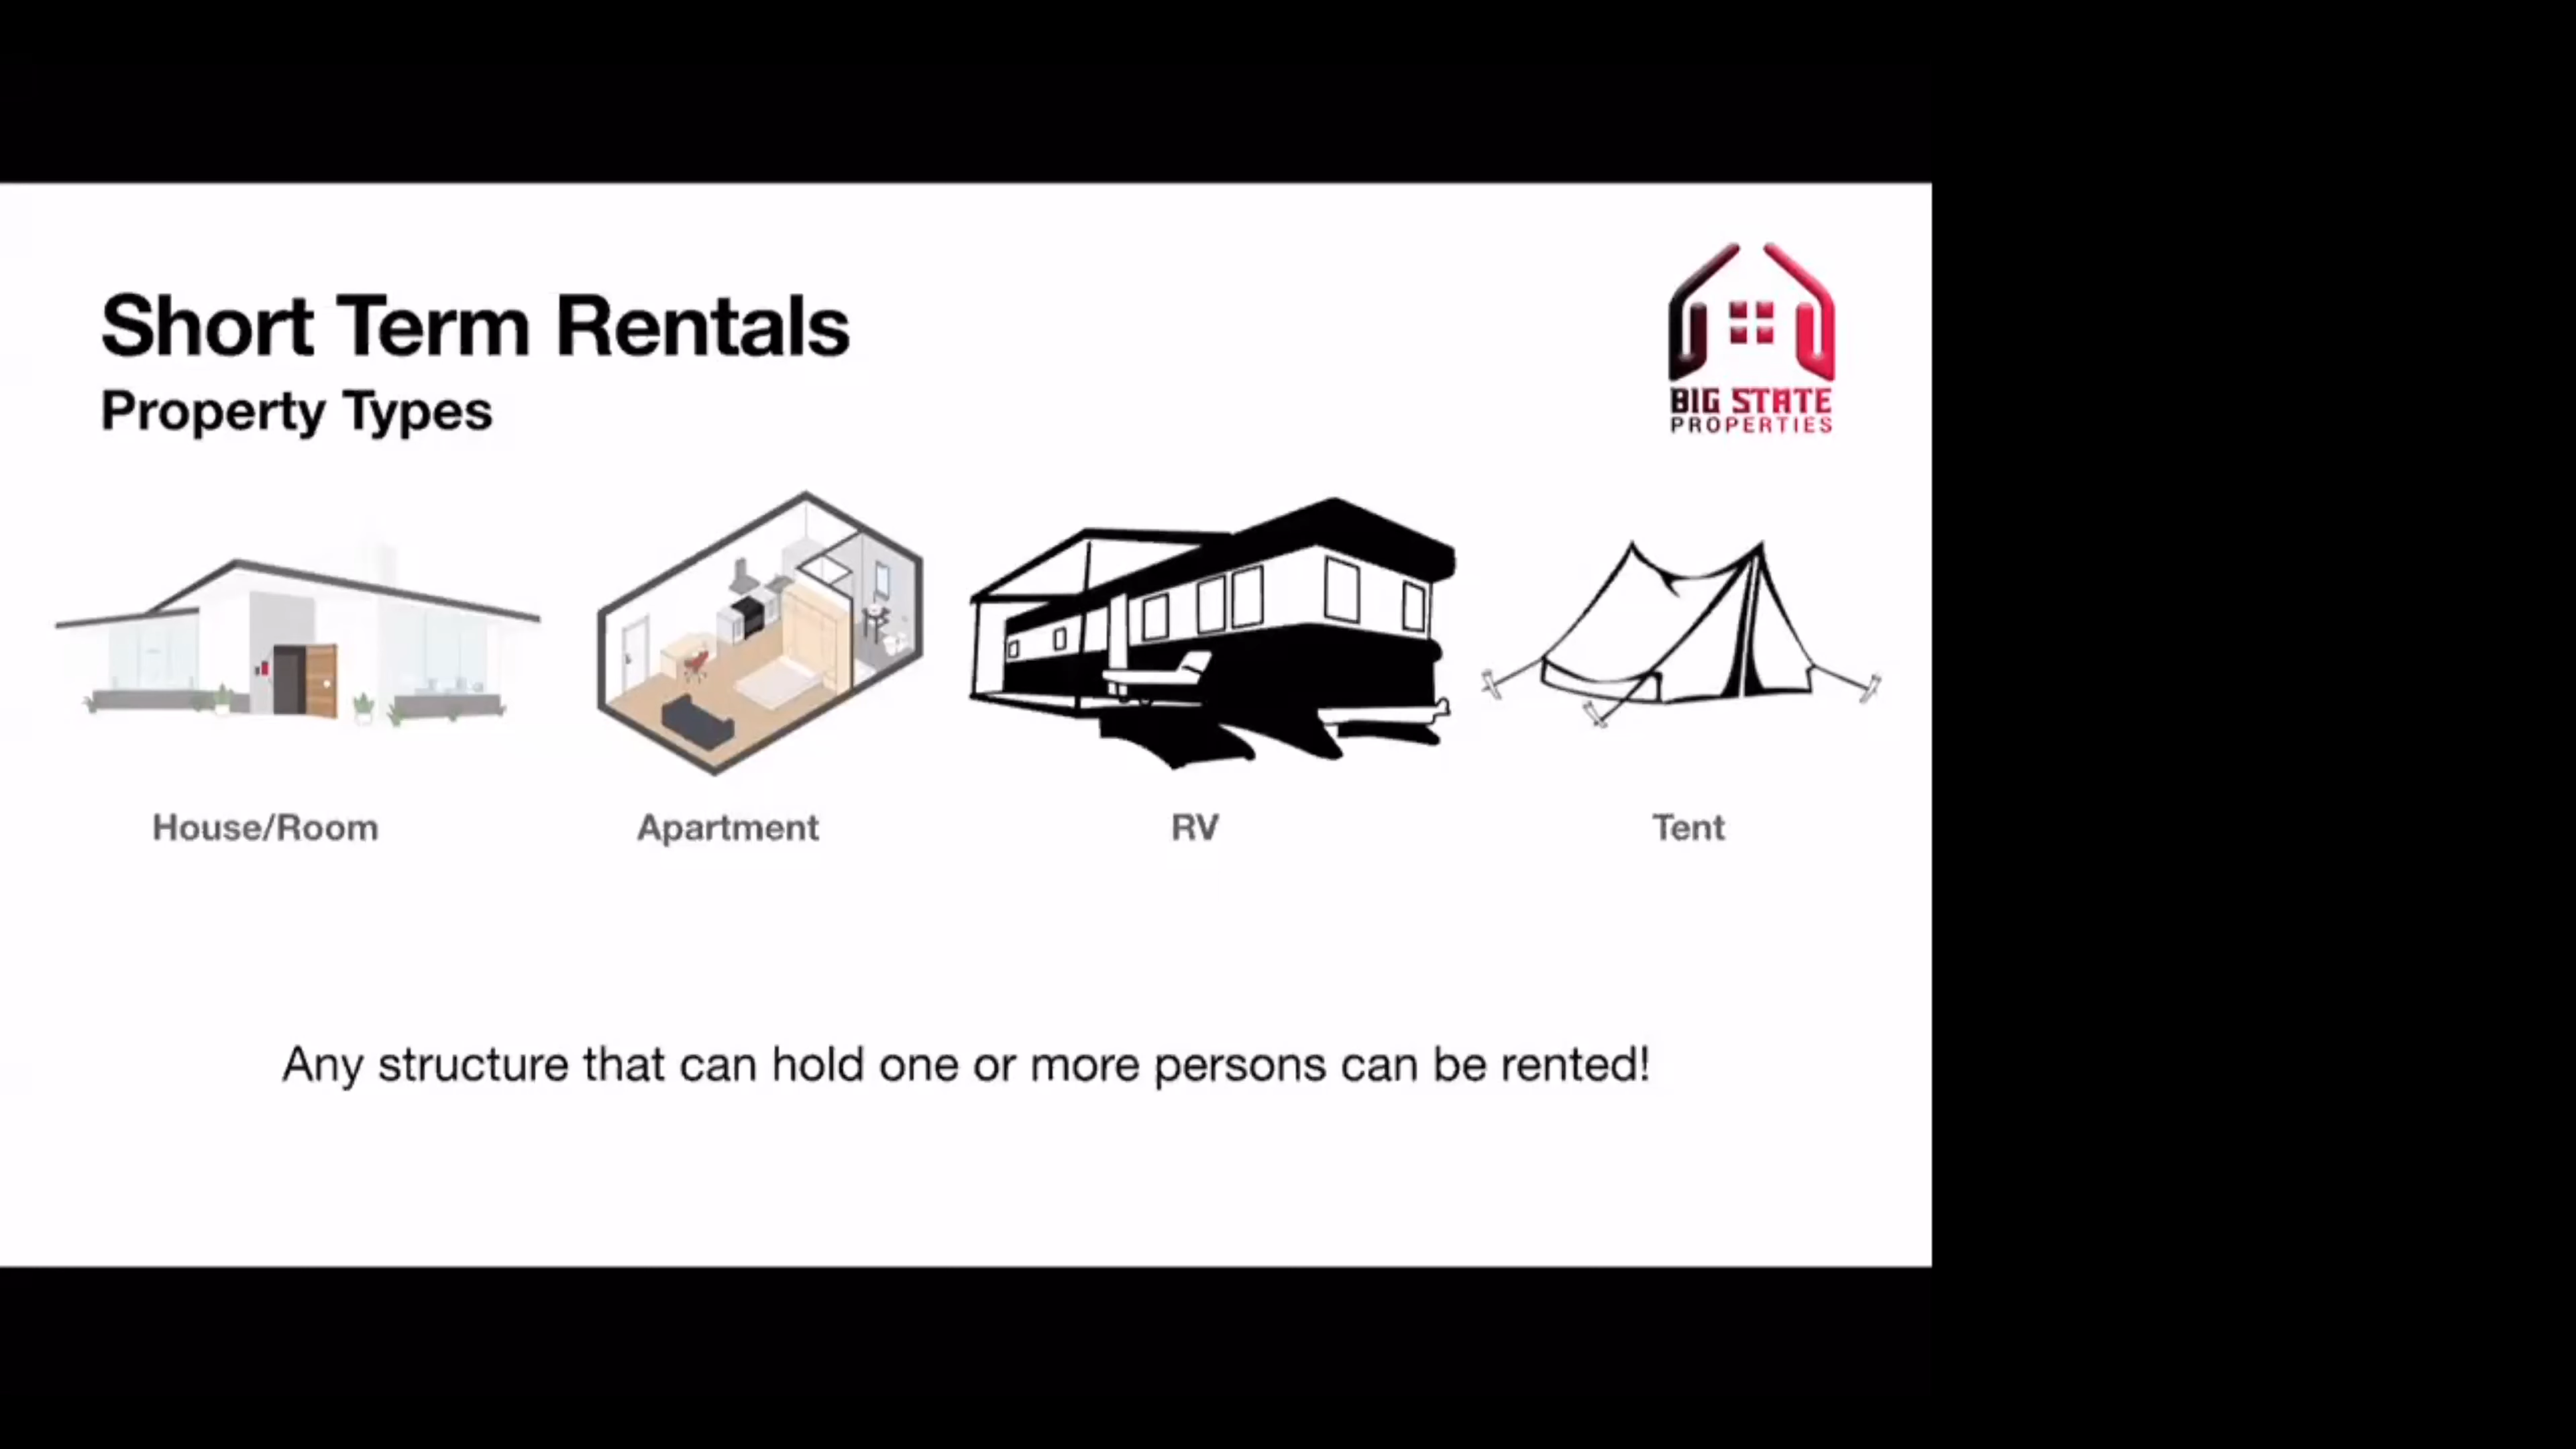 Short Term Rentals
Property Types
BIG STATE
PROPERTIES
House/Room
Apartment
RV
Tent
Any structure that can hold one or more persons can be rented!